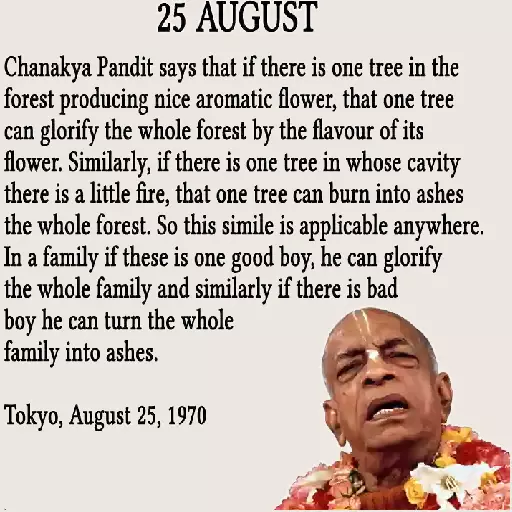 25 AUGUST
Chanakya Pandit says that if there is one tree in the
forest producing nice aromatic flower, that one tree
can glorify the whole forest by the flavour of its
flower. Similarly, if there is one tree in whose cavity
there is a little fire, that one tree can burn into ashes
the whole forest. So this simile is applicable anywhere.
In a family if these is one good boy, he can glorify
the whole family and similarly if there is bad
boy he can turn the whole
family into ashes.
Tokyo, August 25, 1970